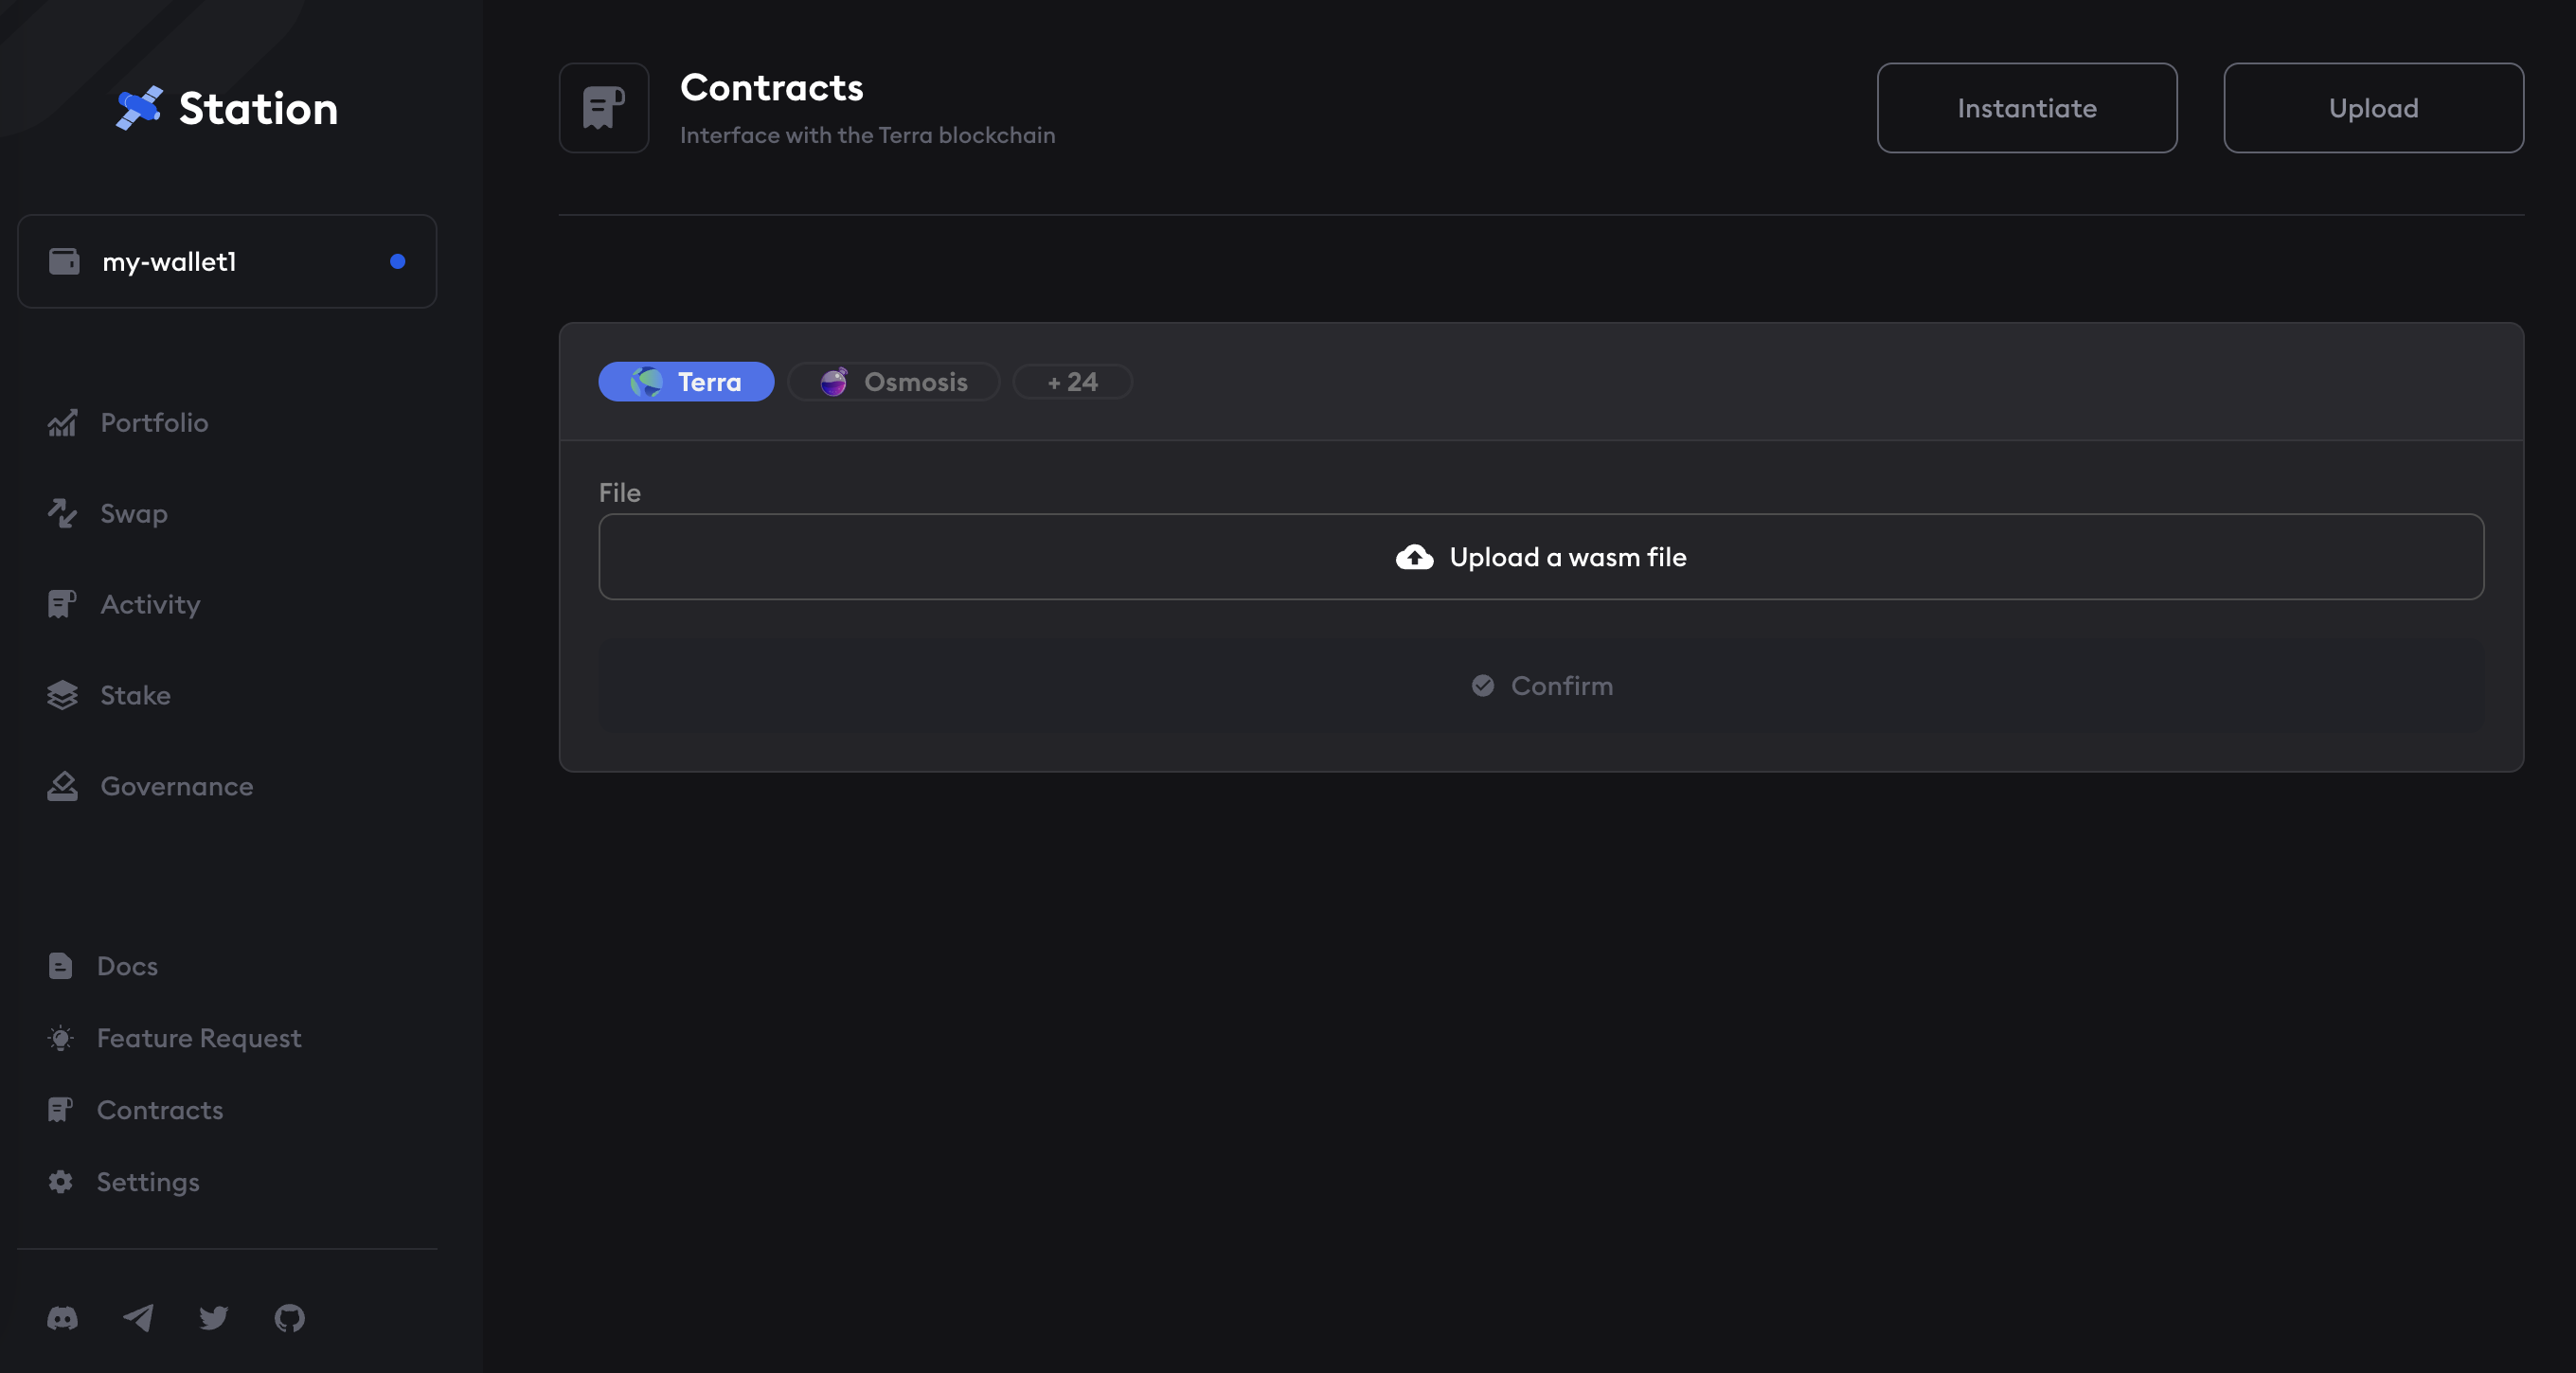 Station
my-wallet1
Portfolio
Swap
Activity
Stake
Governance
Docs
Feature Request
Contracts
Settings
Contracts
Interface with the Terra blockchain
Instantiate
Upload
Terra
Osmosis
+ 24
File
Upload a wasm file
Confirm